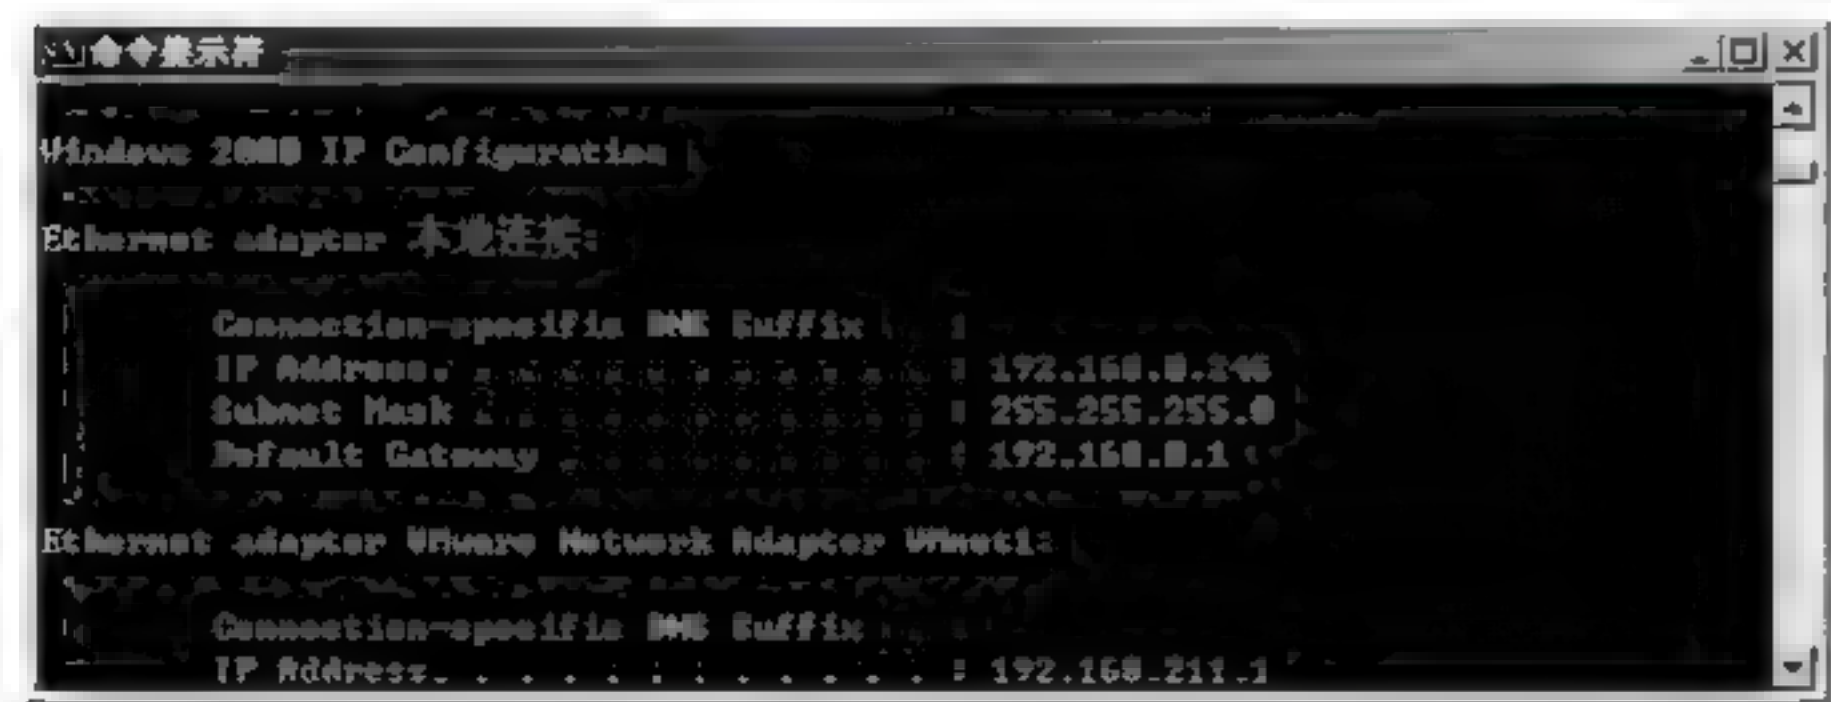 命令提示符
Windows 2000 IP Configuration
Ethernet adapter 本地连接:
Connection-specific DNS Suffix . :
IP Address. . . . . . . . . . . . : 192.168.0.246
Subnet Mask . . . . . . . . . . . : 255.255.255.0
Default Gateway . . . . . . . . . : 192.168.0.1
Ethernet adapter VMware Network Adapter VMnet1:
Connection-specific DNS Suffix . :
IP Address. . . . . . . . . . . . : 192.168.211.1